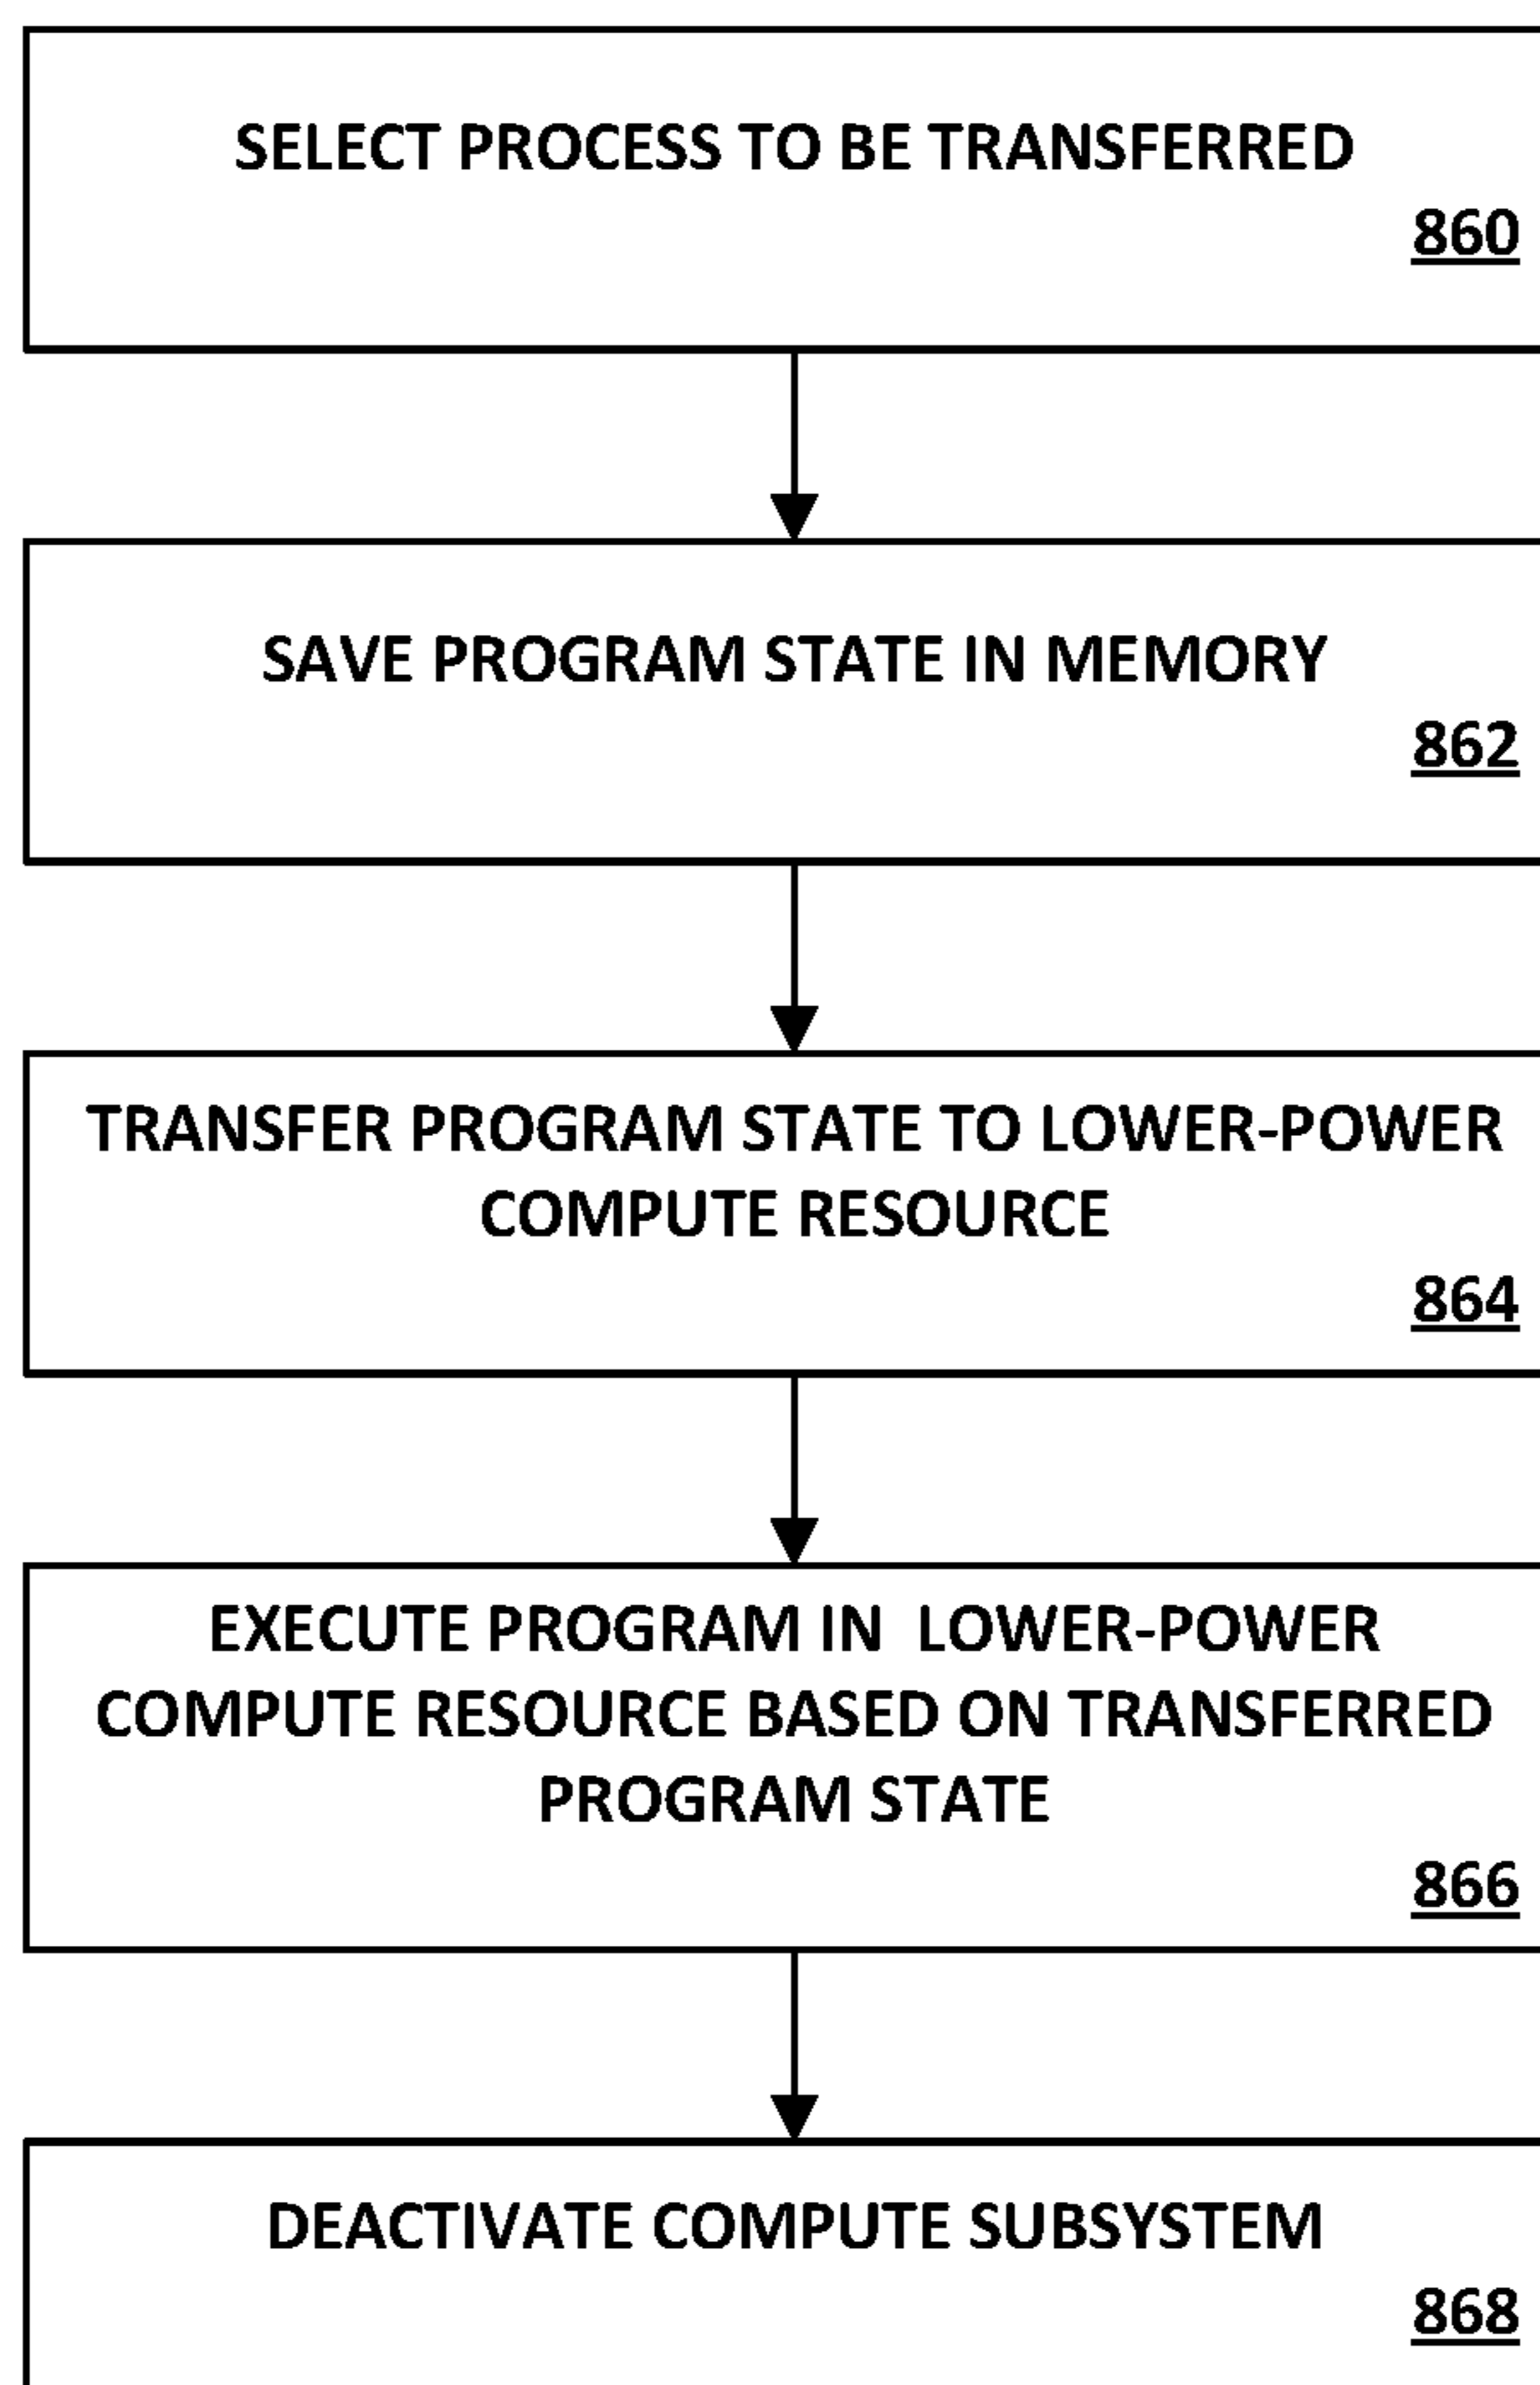 SELECT PROCESS TO BE TRANSFERRED
860
SAVE PROGRAM STATE IN MEMORY
862
TRANSFER PROGRAM STATE TO LOWER-POWER
COMPUTE RESOURCE
864
EXECUTE PROGRAM IN  LOWER-POWER
COMPUTE RESOURCE BASED ON TRANSFERRED
PROGRAM STATE
866
DEACTIVATE COMPUTE SUBSYSTEM
868